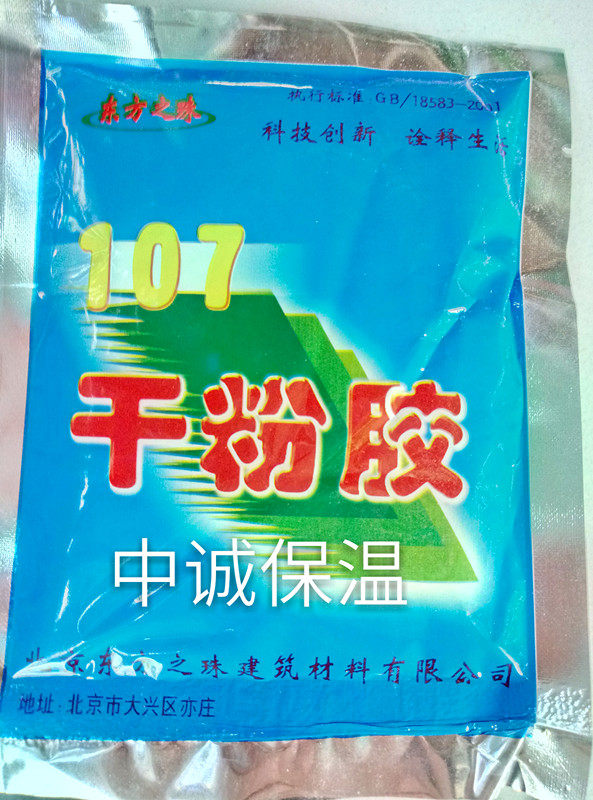 东方之珠
执行标准:GB/18583-2001
科技创新 诠释生活
107
干粉胶
中诚保温
北京东方之珠建筑材料有限公司
地址:北京市大兴区亦庄